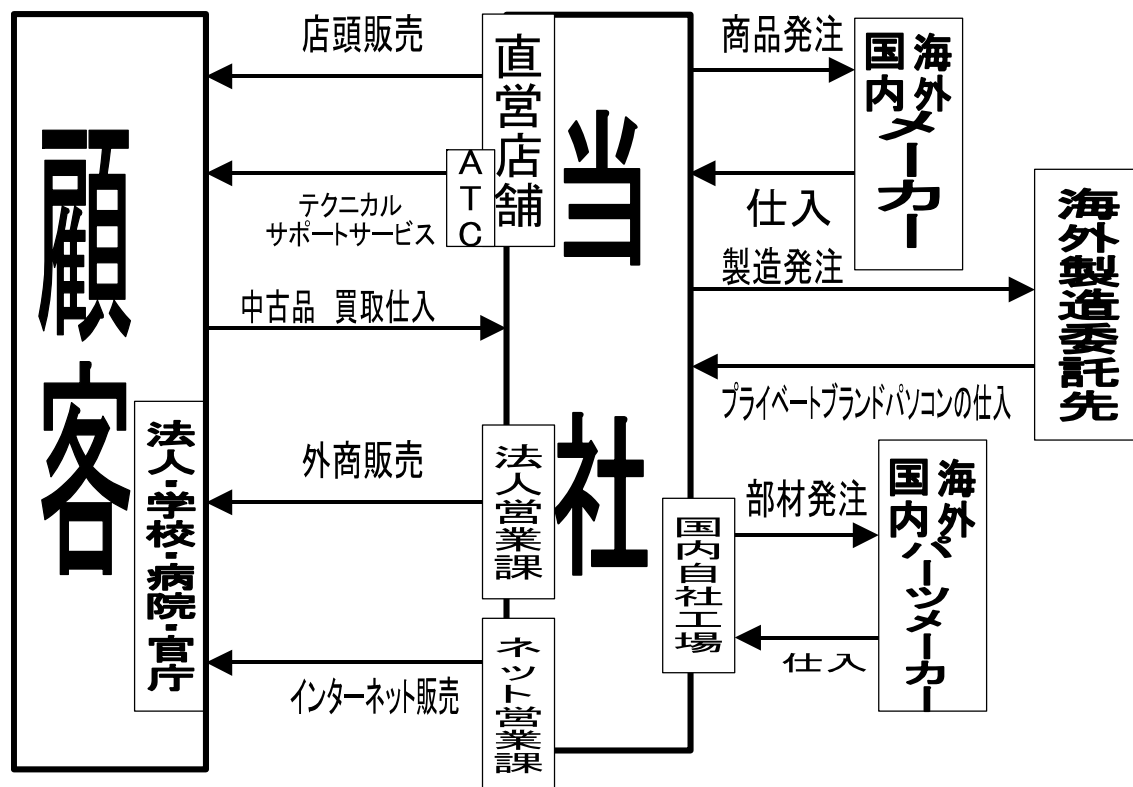 顧客
法人・学校・病院・官庁
店頭販売
テクニカル
サポートサービス
中古品 買取仕入
外商販売
インターネット販売
直営店舗
ATC
法人営業課
ネット営業課
当社
国内自社工場
商品発注
仕入
製造発注
プライベートブランドパソコンの仕入
部材発注
仕入
海外
国内
メーカー
海外製造委託先
海外
国内
パーツメーカー